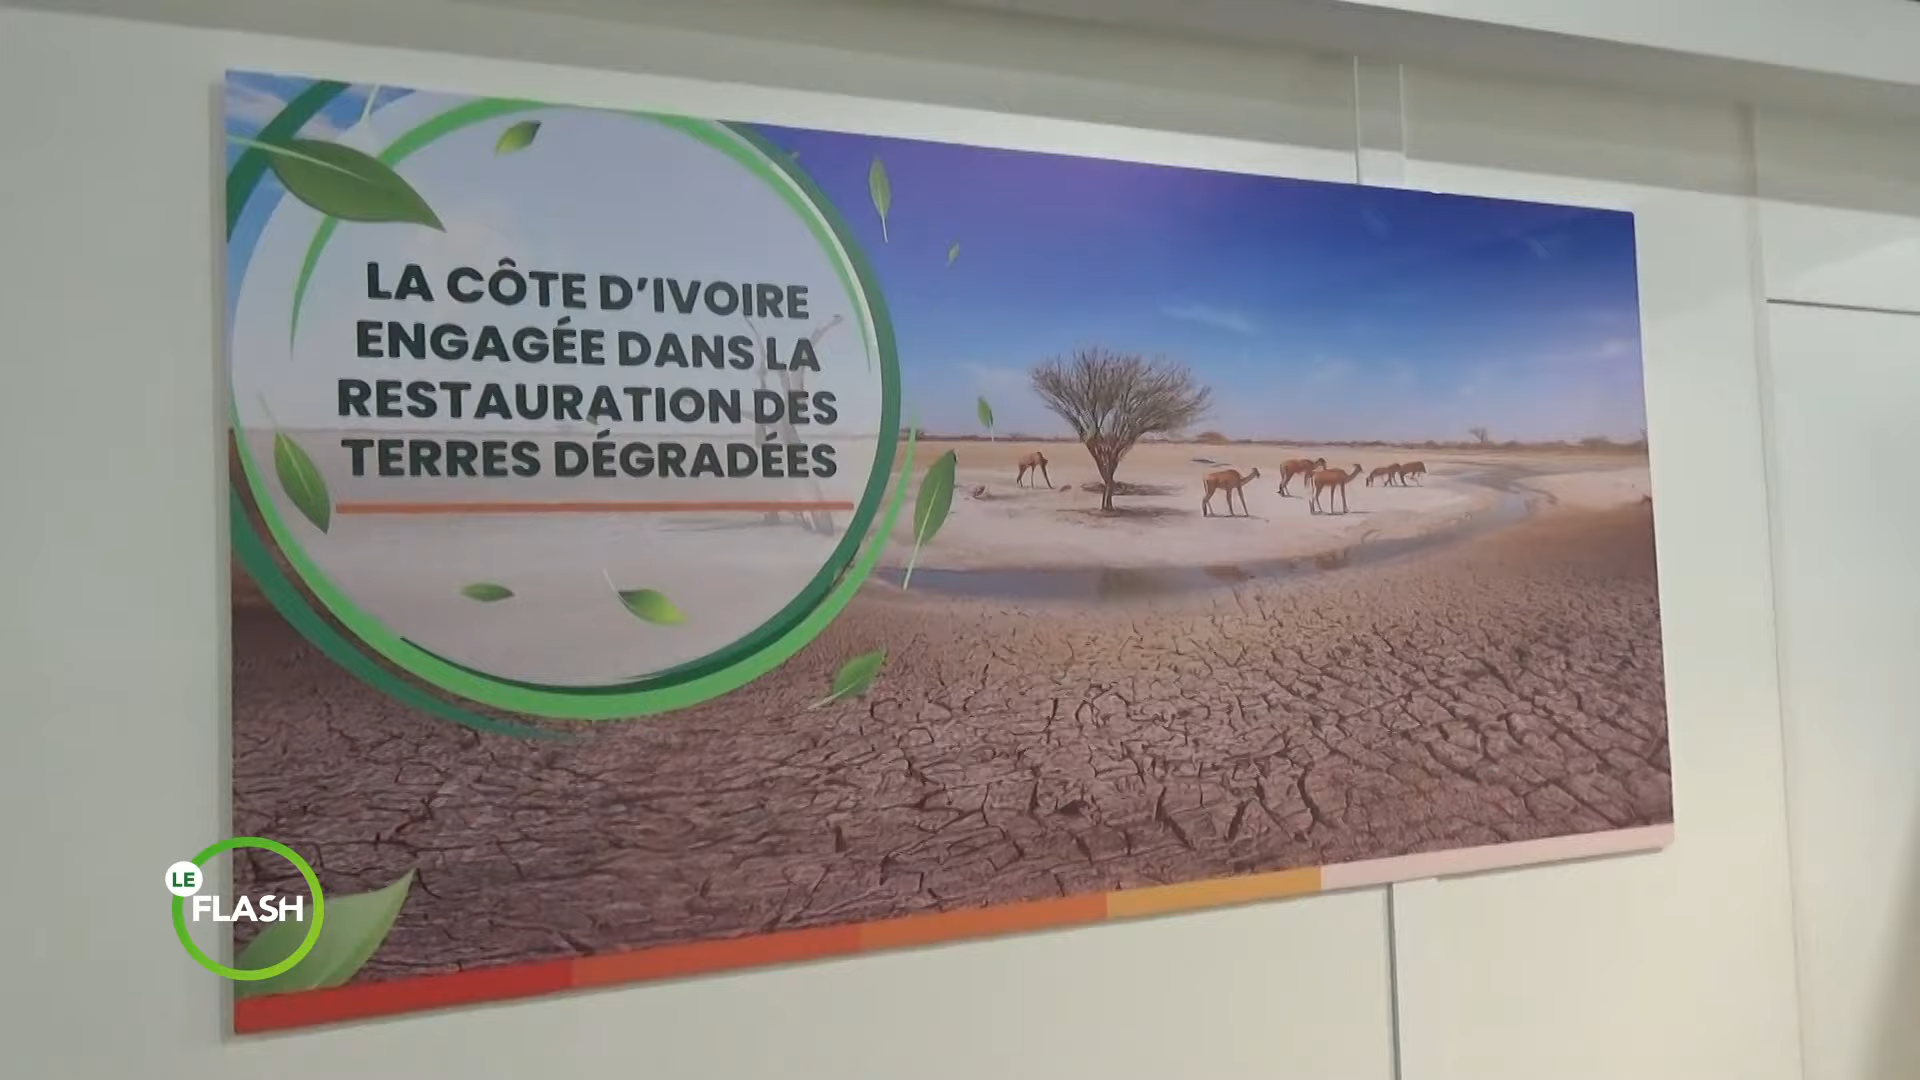 LA CÔTE D'IVOIRE
ENGAGÉE DANS LA
RESTAURATION DES
TERRES DÉGRADÉES
LE
FLASH